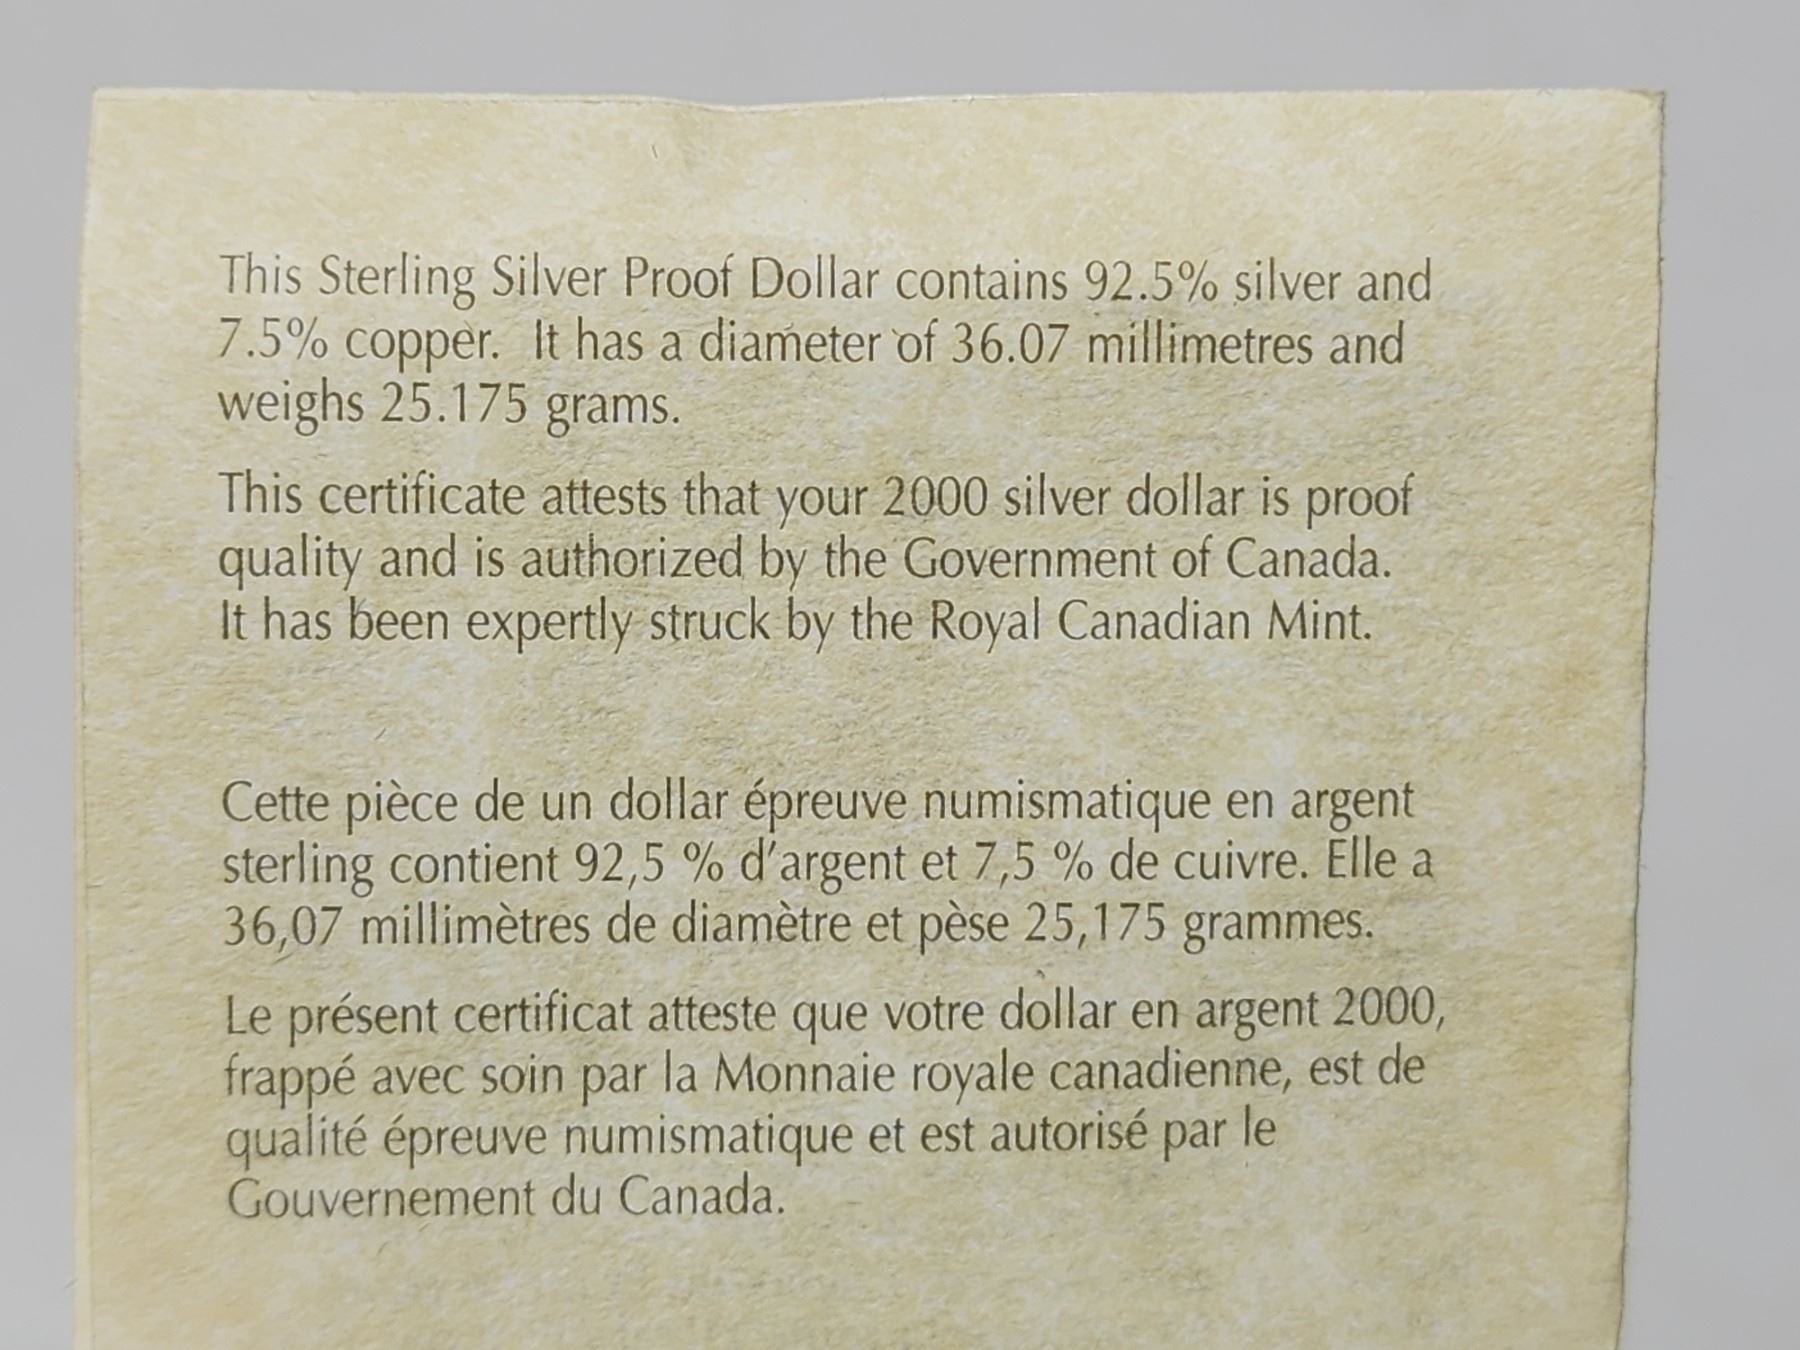 This Sterling Silver Proof Dollar contains 92.5% silver and
7.5% copper.  It has a diameter of 36.07 millimetres and
weighs 25.175 grams.
This certificate attests that your 2000 silver dollar is proof
quality and is authorized by the Government of Canada.
It has been expertly struck by the Royal Canadian Mint.
Cette pièce de un dollar épreuve numismatique en argent
sterling contient 92,5 % d'argent et 7,5 % de cuivre. Elle a
36,07 millimètres de diamètre et pèse 25,175 grammes.
Le présent certificat atteste que votre dollar en argent 2000,
frappé avec soin par la Monnaie royale canadienne, est de
qualité épreuve numismatique et est autorisé par le
Gouvernement du Canada.